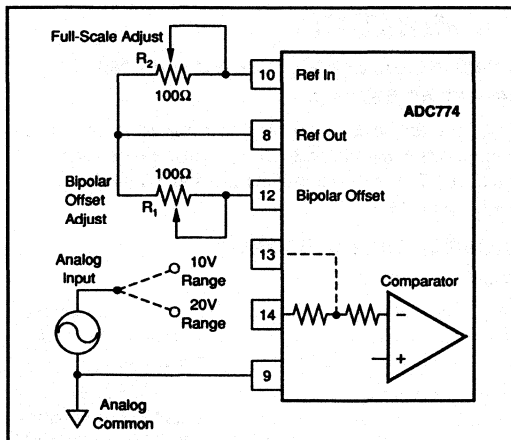 Full-Scale Adjust
R2
100Ω
10
Ref In
ADC774
8
Ref Out
100Ω
Bipolar
Offset
Adjust
R1
12
Bipolar Offset
Analog
Input
10V
Range
20V
Range
13
Comparator
14
–
+
9
Analog
Common